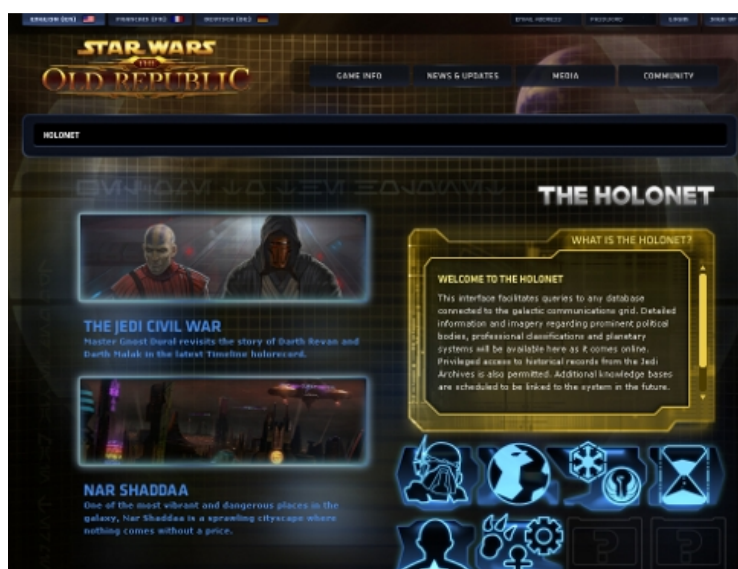 ENGLISH (EN)
FRANÇAIS (FR)
DEUTSCH (DE)
EMAIL ADDRESS
PASSWORD
LOGIN
SIGN-UP
STAR WARS
THE
OLD REPUBLIC
GAME INFO
NEWS & UPDATES
MEDIA
COMMUNITY
HOLONET
THE HOLONET
THE JEDI CIVIL WAR
Master Gnost Dural revisits the story of Darth Revan and
Darth Malak in the latest Timeline holorecord.
WHAT IS THE HOLONET?
WELCOME TO THE HOLONET
This interface facilitates queries to any database
connected to the galactic communications grid. Detailed
information and imagery regarding prominent political
bodies, professional classifications and planetary
systems will be available here as it comes online.
Privileged access to historical records from the Jedi
Archives is also permitted. Additional knowledge bases
are scheduled to be linked to the system in the future.
NAR SHADDAA
One of the most vibrant and dangerous places in the
galaxy, Nar Shaddaa is a sprawling cityscape where
nothing comes without a price.
?
?